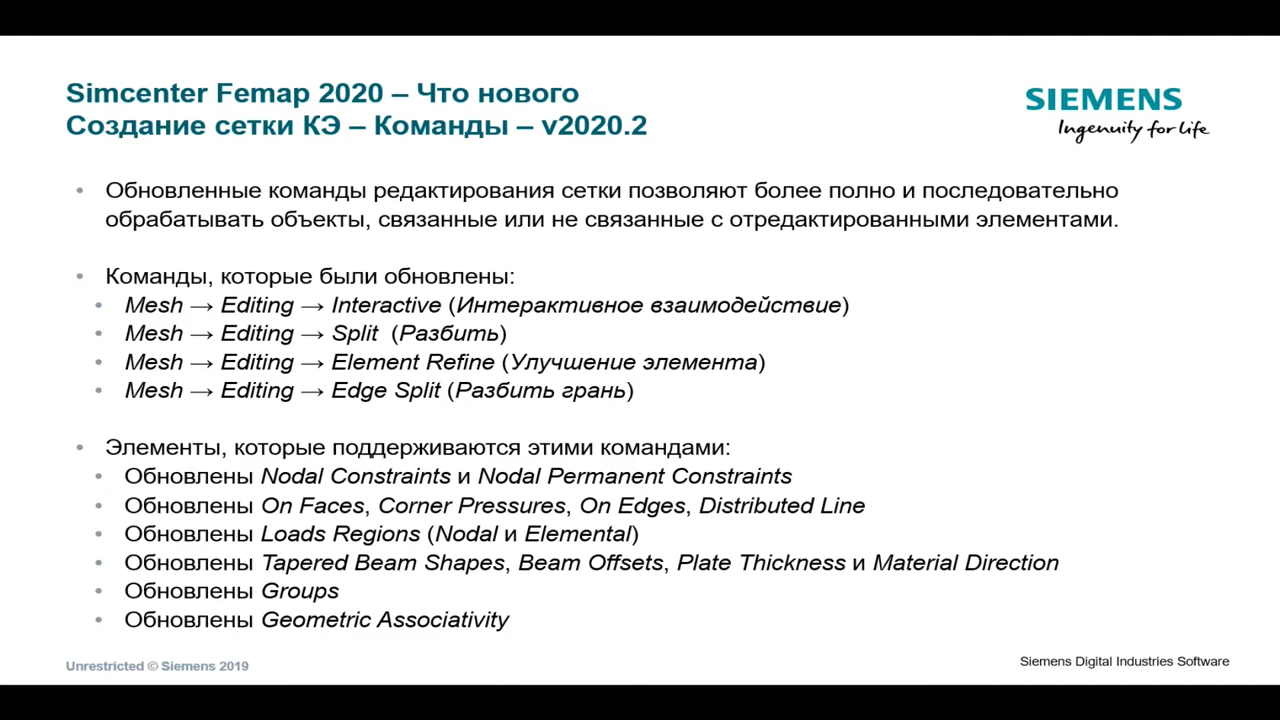 Simcenter Femap 2020 – Что нового
Создание сетки КЭ – Команды – v2020.2
SIEMENS
Ingenuity for life
• Обновленные команды редактирования сетки позволяют более полно и последовательно
обрабатывать объекты, связанные или не связанные с отредактированными элементами.
• Команды, которые были обновлены:
• Mesh → Editing → Interactive (Интерактивное взаимодействие)
• Mesh → Editing → Split (Разбить)
• Mesh → Editing → Element Refine (Улучшение элемента)
• Mesh → Editing → Edge Split (Разбить грань)
• Элементы, которые поддерживаются этими командами:
• Обновлены Nodal Constraints и Nodal Permanent Constraints
• Обновлены On Faces, Corner Pressures, On Edges, Distributed Line
• Обновлены Loads Regions (Nodal и Elemental)
• Обновлены Tapered Beam Shapes, Beam Offsets, Plate Thickness и Material Direction
• Обновлены Groups
• Обновлены Geometric Associativity
Unrestricted © Siemens 2019
Siemens Digital Industries Software